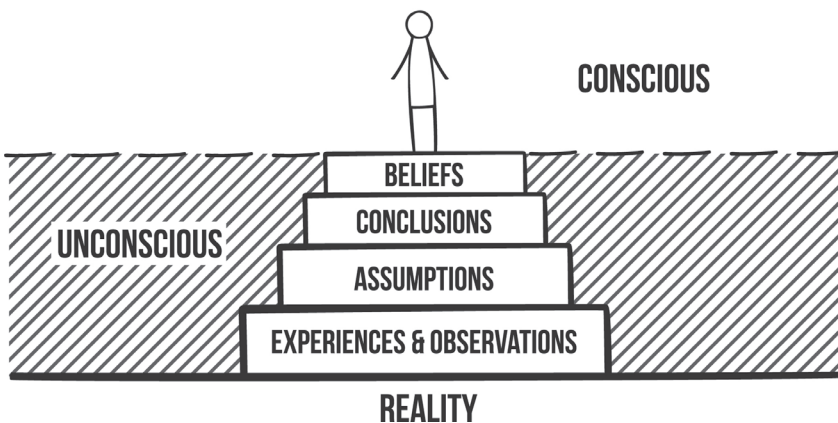 CONSCIOUS
BELIEFS
CONCLUSIONS
UNCONSCIOUS
ASSUMPTIONS
EXPERIENCES & OBSERVATIONS
REALITY